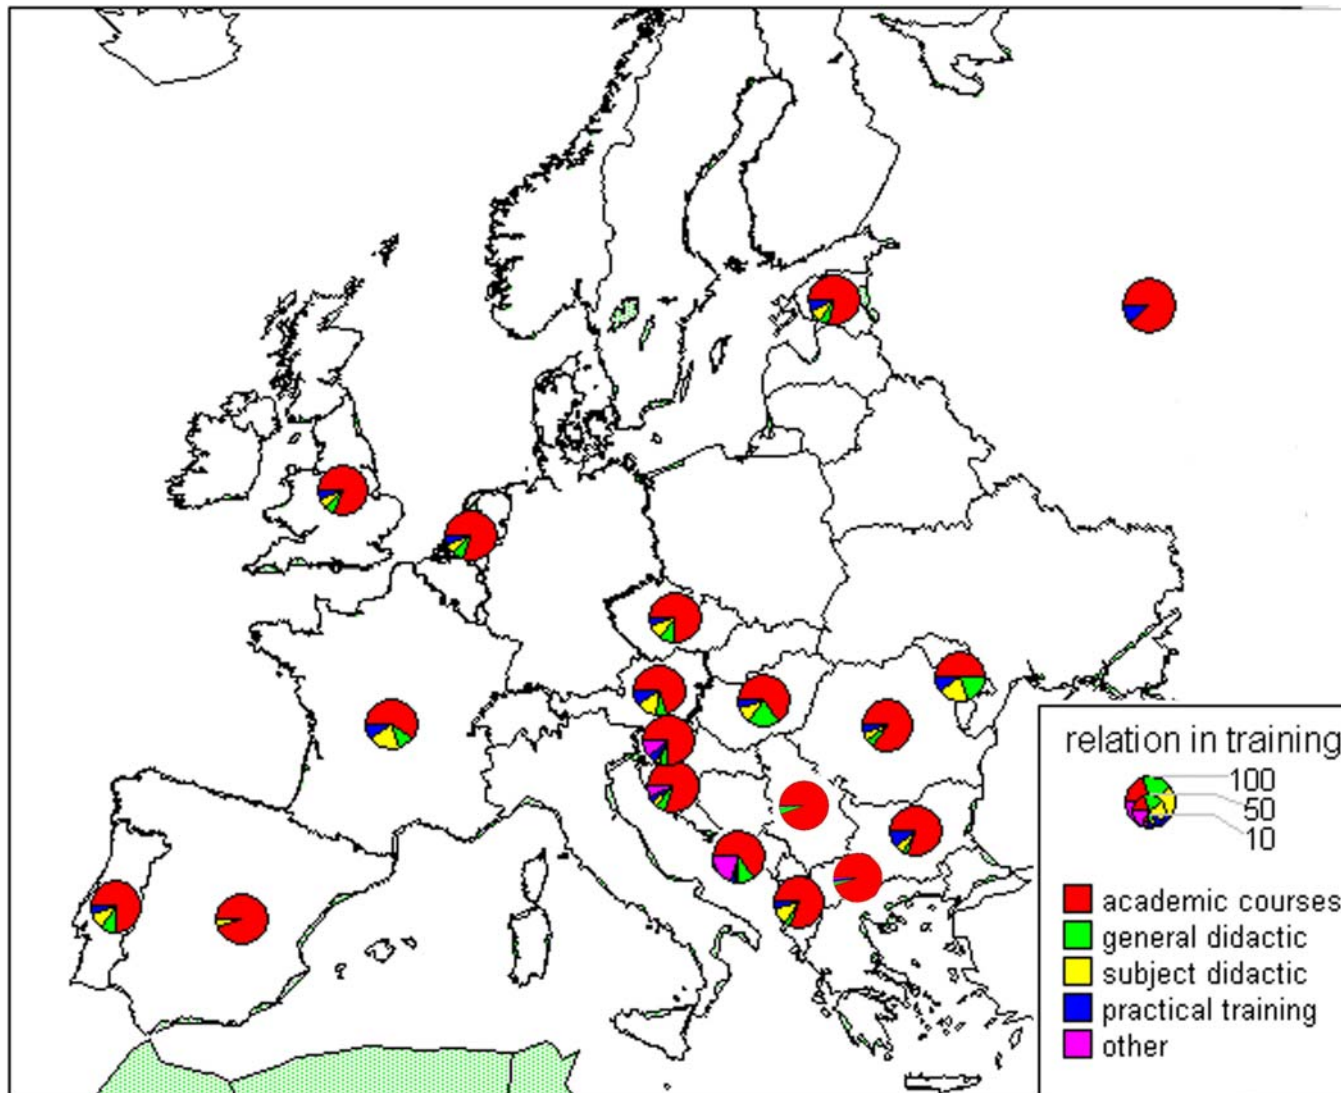 relation in training
100
50
10
academic courses
general didactic
subject didactic
practical training
other